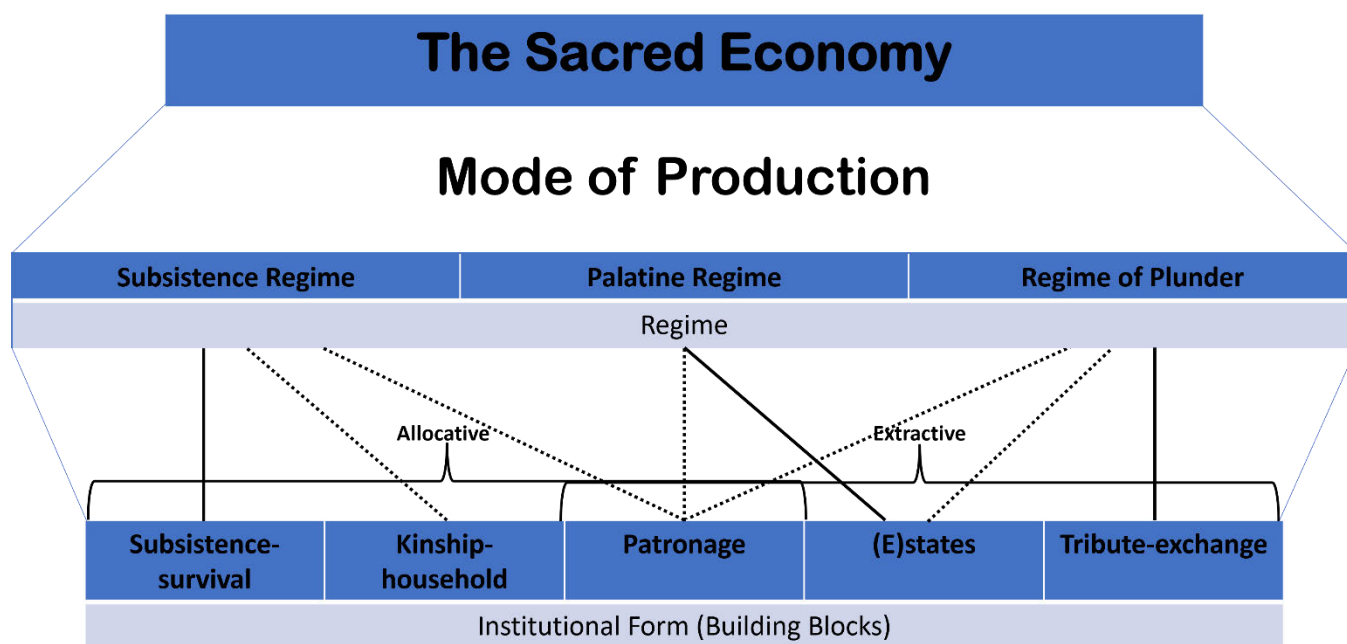 The Sacred Economy
Mode of Production
Subsistence Regime
Palatine Regime
Regime of Plunder
Regime
Allocative
Extractive
Subsistence-
survival
Kinship-
household
Patronage
(E)states
Tribute-exchange
Institutional Form (Building Blocks)